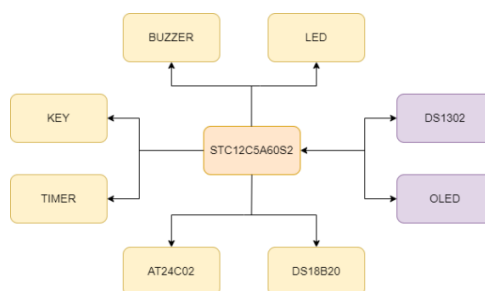 BUZZER
LED
KEY
STC12C5A60S2
DS1302
TIMER
OLED
AT24C02
DS18B20